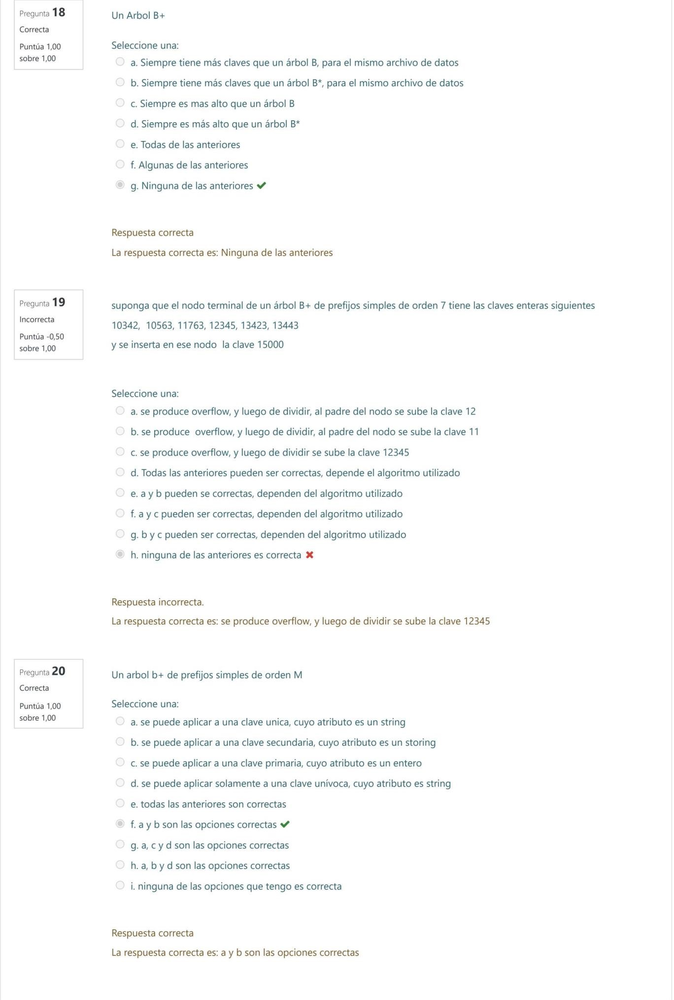 Pregunta 18
Correcta
Puntúa 1,00
sobre 1,00
Un Arbol B+
Seleccione una:
a. Siempre tiene más claves que un árbol B, para el mismo archivo de datos
b. Siempre tiene más claves que un árbol B*, para el mismo archivo de datos
c. Siempre es mas alto que un árbol B
d. Siempre es más alto que un árbol B*
e. Todas de las anteriores
f. Algunas de las anteriores
g. Ninguna de las anteriores
Respuesta correcta
La respuesta correcta es: Ninguna de las anteriores
Pregunta 19
Incorrecta
Puntúa -0,50
sobre 1,00
suponga que el nodo terminal de un árbol B+ de prefijos simples de orden 7 tiene las claves enteras siguientes
10342, 10563, 11763, 12345, 13423, 13443
y se inserta en ese nodo la clave 15000
Seleccione una:
a. se produce overflow, y luego de dividir, al padre del nodo se sube la clave 12
b. se produce overflow, y luego de dividir, al padre del nodo se sube la clave 11
c. se produce overflow, y luego de dividir se sube la clave 12345
d. Todas las anteriores pueden ser correctas, depende el algoritmo utilizado
e. a y b pueden se correctas, dependen del algoritmo utilizado
f. a y c pueden ser correctas, dependen del algoritmo utilizado
g. b y c pueden ser correctas, dependen del algoritmo utilizado
h. ninguna de las anteriores es correcta
Respuesta incorrecta.
La respuesta correcta es: se produce overflow, y luego de dividir se sube la clave 12345
Pregunta 20
Correcta
Puntúa 1,00
sobre 1,00
Un arbol b+ de prefijos simples de orden M
Seleccione una:
a. se puede aplicar a una clave unica, cuyo atributo es un string
b. se puede aplicar a una clave secundaria, cuyo atributo es un storing
c. se puede aplicar a una clave primaria, cuyo atributo es un entero
d. se puede aplicar solamente a una clave unívoca, cuyo atributo es string
e. todas las anteriores son correctas
f. a y b son las opciones correctas
g. a, c y d son las opciones correctas
h. a, b y d son las opciones correctas
i. ninguna de las opciones que tengo es correcta
Respuesta correcta
La respuesta correcta es: a y b son las opciones correctas